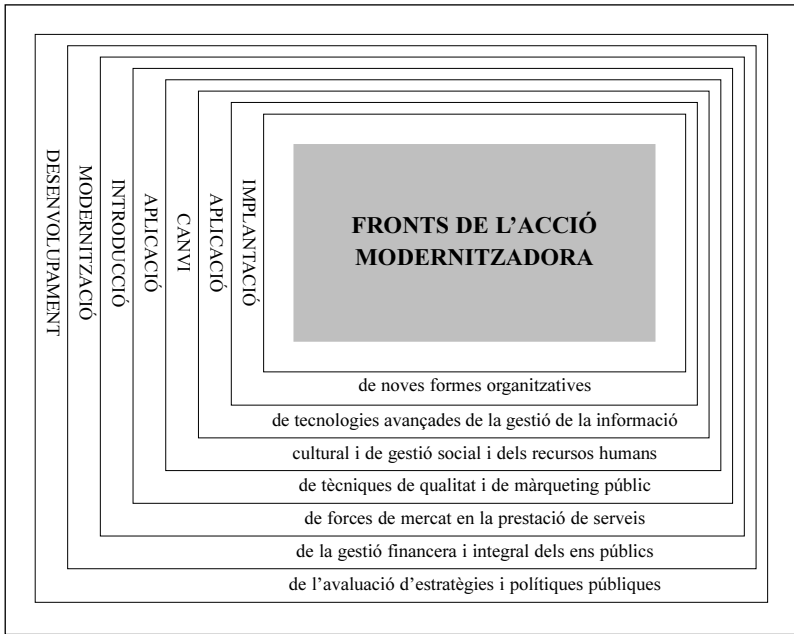 DESENVOLUPAMENT
MODERNITZACIÓ
INTRODUCCIÓ
APLICACIÓ
CANVI
APLICACIÓ
IMPLANTACIÓ
FRONTS DE L’ACCIÓ
MODERNITZADORA
de noves formes organitzatives
de tecnologies avançades de la gestió de la informació
cultural i de gestió social i dels recursos humans
de tècniques de qualitat i de màrqueting públic
de forces de mercat en la prestació de serveis
de la gestió financera i integral dels ens públics
de l’avaluació d’estratègies i polítiques públiques